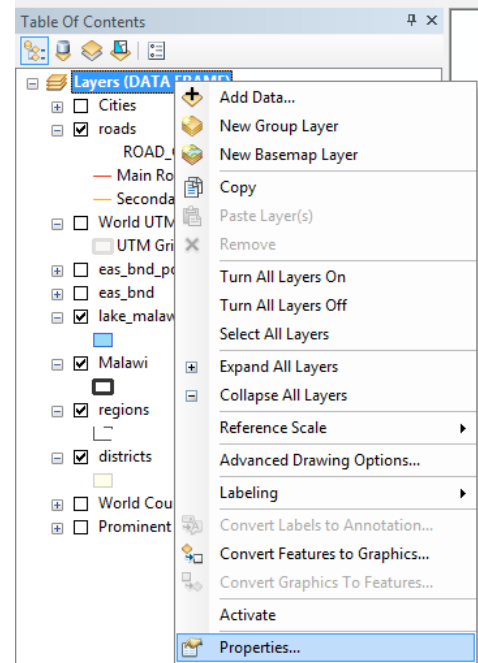 Table Of Contents
Layers (DATA FRAME)
Cities
roads
ROAD_
Main Ro
Seconda
World UTM
UTM Gri
eas_bnd_po
eas_bnd
lake_malaw
Malawi
regions
districts
World Cou
Prominent
Add Data...
New Group Layer
New Basemap Layer
Copy
Paste Layer(s)
Remove
Turn All Layers On
Turn All Layers Off
Select All Layers
Expand All Layers
Collapse All Layers
Reference Scale
Advanced Drawing Options...
Labeling
Convert Labels to Annotation...
Convert Features to Graphics...
Convert Graphics To Features...
Activate
Properties...